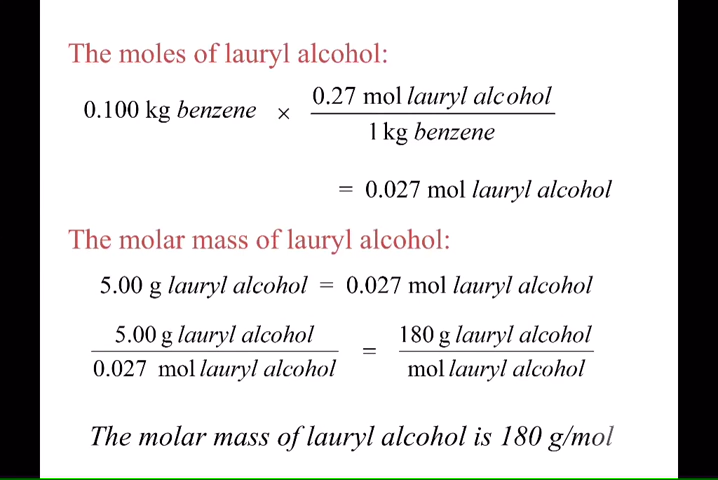 The moles of lauryl alcohol:
0.100 kg benzene × 0.27 mol lauryl alcohol
1 kg benzene
= 0.027 mol lauryl alcohol
The molar mass of lauryl alcohol:
5.00 g lauryl alcohol = 0.027 mol lauryl alcohol
5.00 g lauryl alcohol = 180 g lauryl alcohol
0.027 mol lauryl alcohol mol lauryl alcohol
The molar mass of lauryl alcohol is 180 g/mol